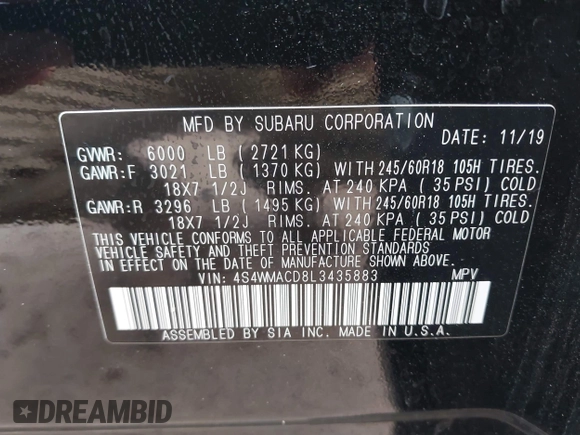 MFD BY SUBARU CORPORATION
DATE: 11/19
GVWR: 6000 LB ( 2721 KG)
GAWR:F 3021 LB ( 1370 KG) WITH 245/60R18 105H TIRES.
18X7 1/2J RIMS. AT 240 KPA ( 35 PSI) COLD
GAWR:R 3296 LB ( 1495 KG) WITH 245/60R18 105H TIRES.
18X7 1/2J RIMS. AT 240 KPA ( 35 PSI) COLD
THIS VEHICLE CONFORMS TO ALL APPLICABLE FEDERAL MOTOR
VEHICLE SAFETY AND THEFT PREVENTION STANDARDS
IN EFFECT ON THE DATE OF MANUFACTURE SHOWN ABOVE.
VIN: 4S4WMACD8L3435883 MPV
ASSEMBLED BY SIA INC. MADE IN U.S.A.
DREAMBID